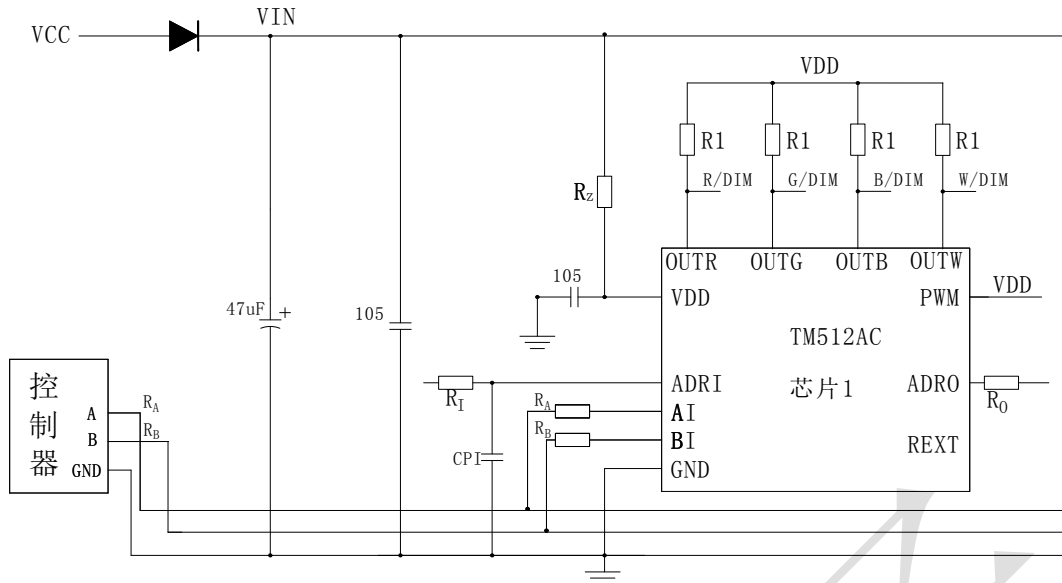 VCC
VIN
VDD
R1
R1
R1
R1
R/DIM
G/DIM
B/DIM
W/DIM
RZ
OUTR
OUTG
OUTB
OUTW
105
VDD
PWM
VDD
47uF
+
105
TM512AC
芯片1
控制器
A
B
GND
RA
RB
RI
ADRI
ADRO
RO
RA
AI
RB
BI
REXT
CPI
GND